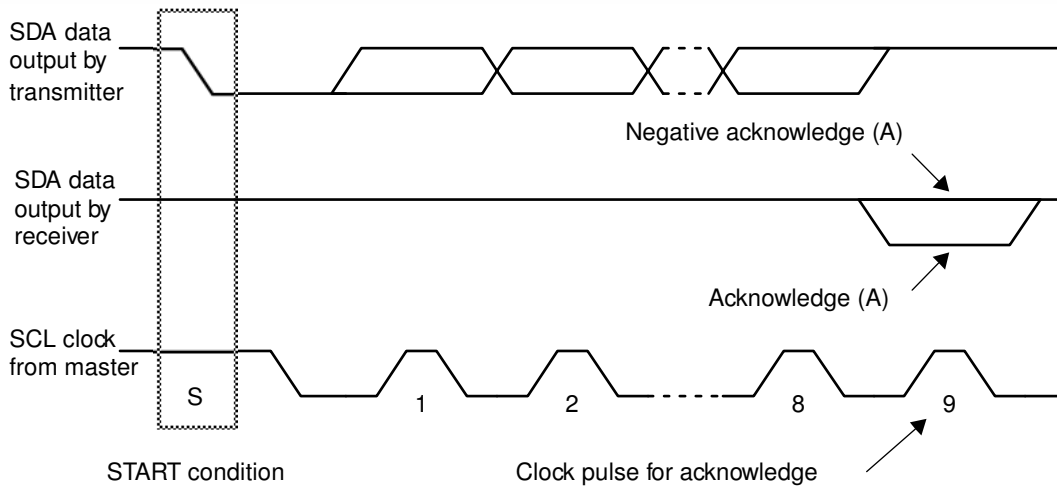 SDA data
output by
transmitter
Negative acknowledge (A)
SDA data
output by
receiver
Acknowledge (A)
SCL clock
from master
S
1
2
8
9
START condition
Clock pulse for acknowledge